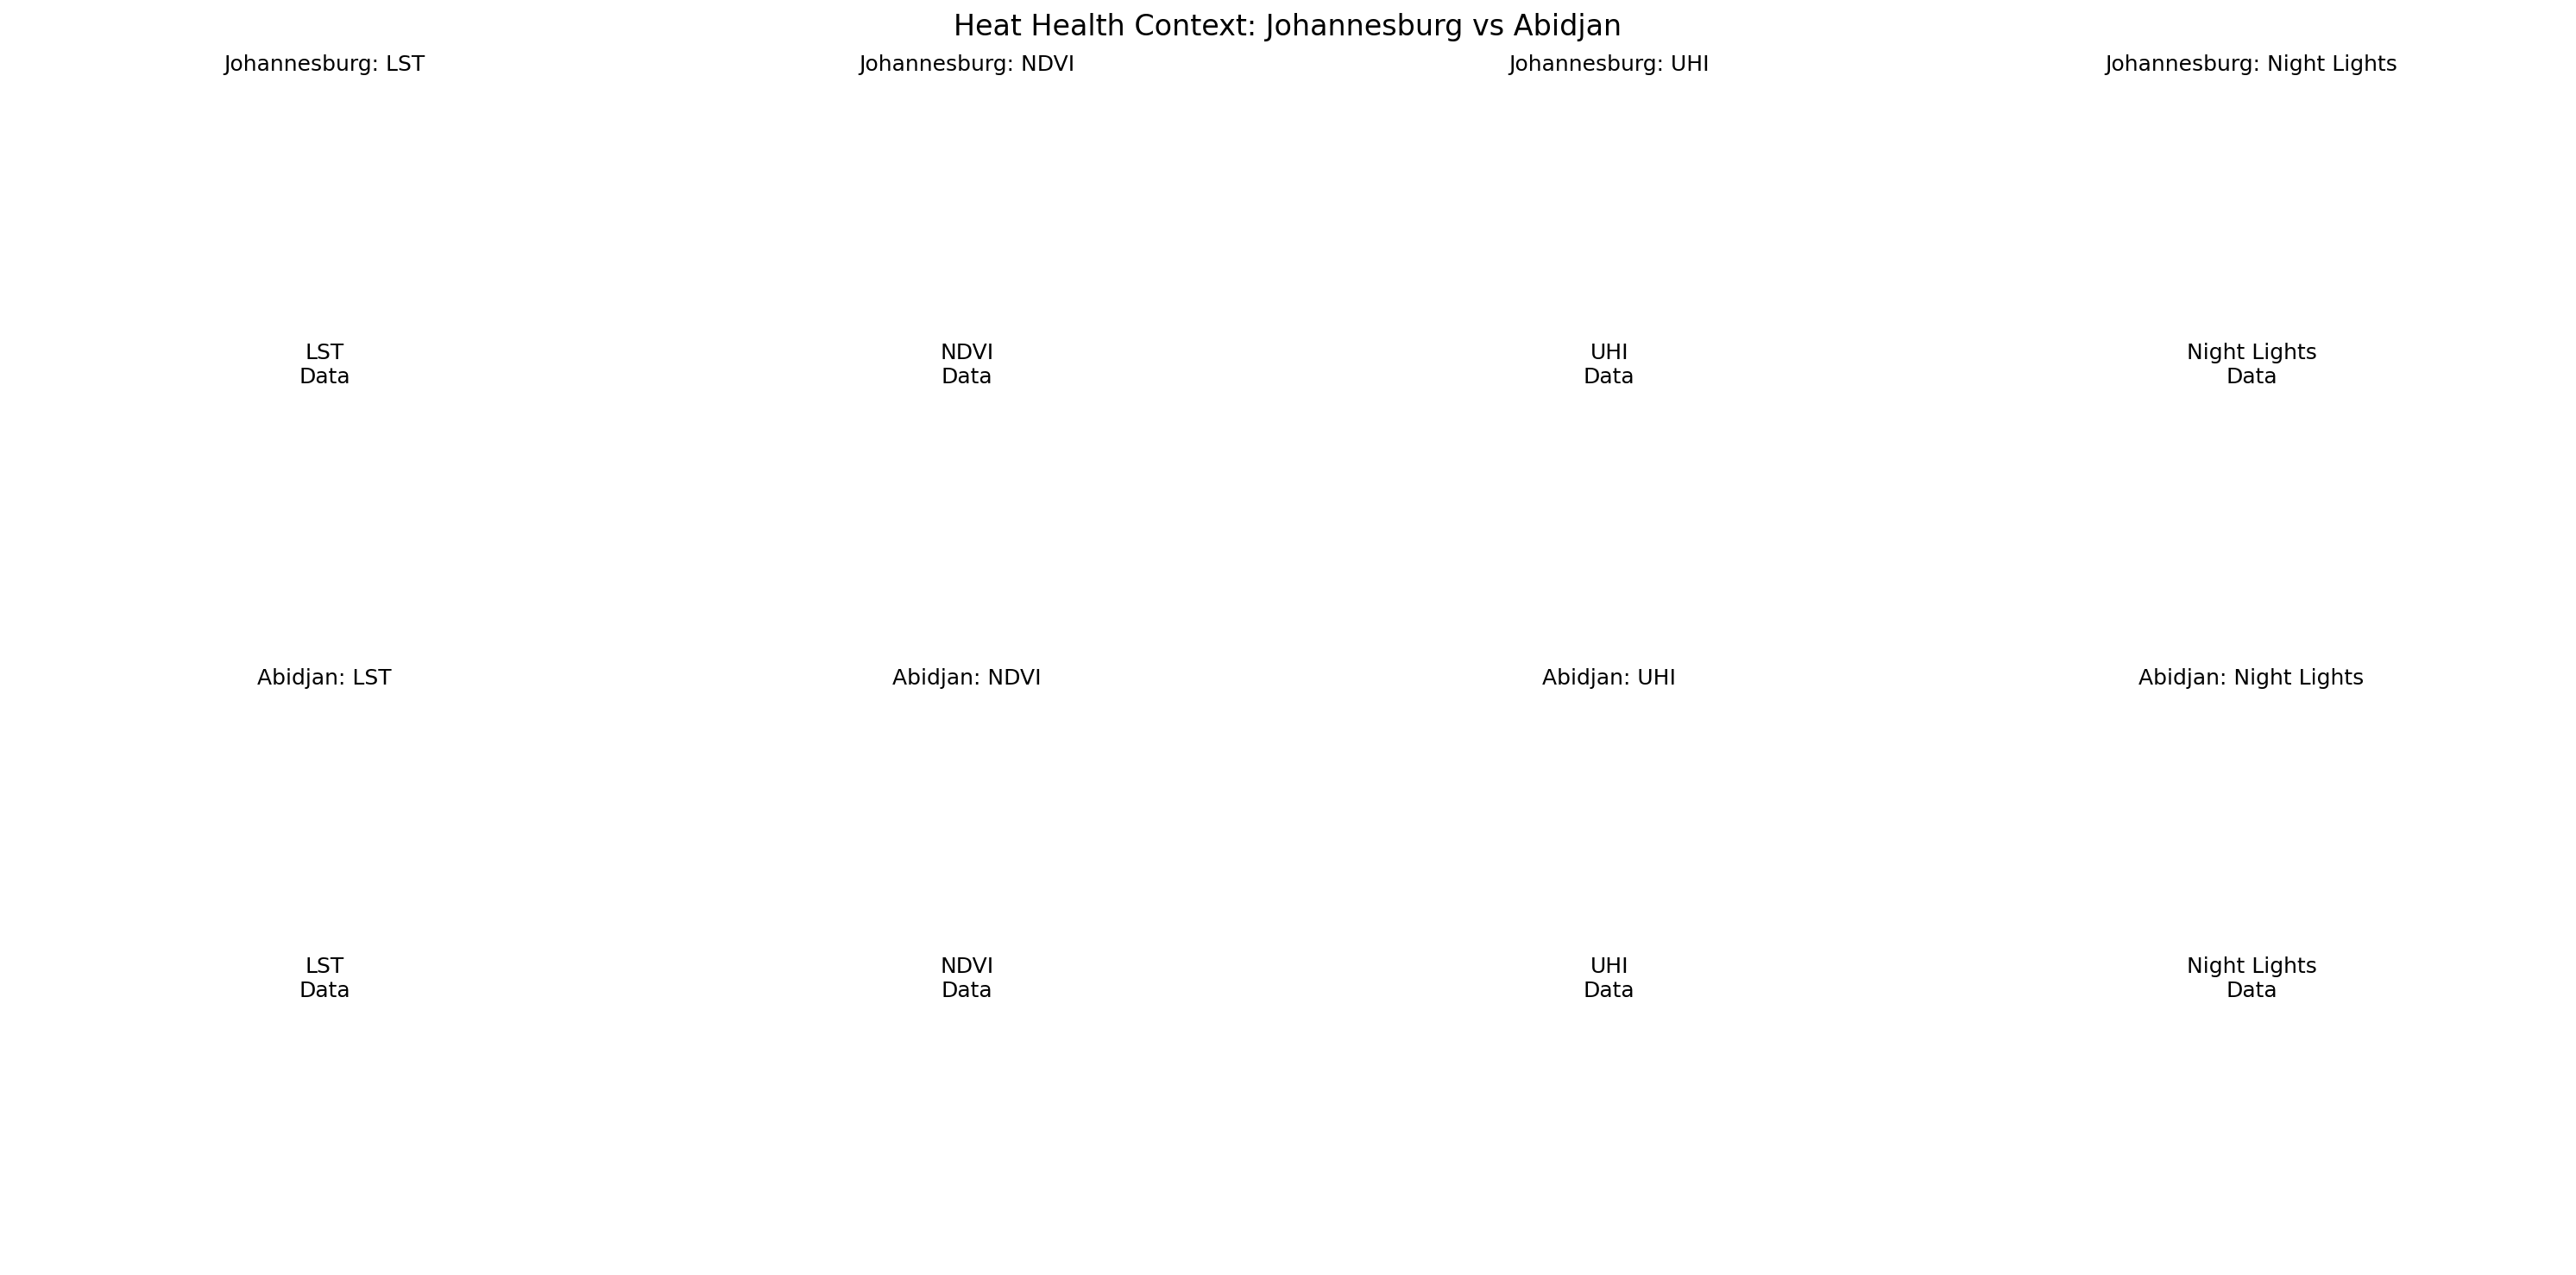 Heat Health Context: Johannesburg vs Abidjan
Johannesburg: LST
Johannesburg: NDVI
Johannesburg: UHI
Johannesburg: Night Lights
LST
Data
NDVI
Data
UHI
Data
Night Lights
Data
Abidjan: LST
Abidjan: NDVI
Abidjan: UHI
Abidjan: Night Lights
LST
Data
NDVI
Data
UHI
Data
Night Lights
Data